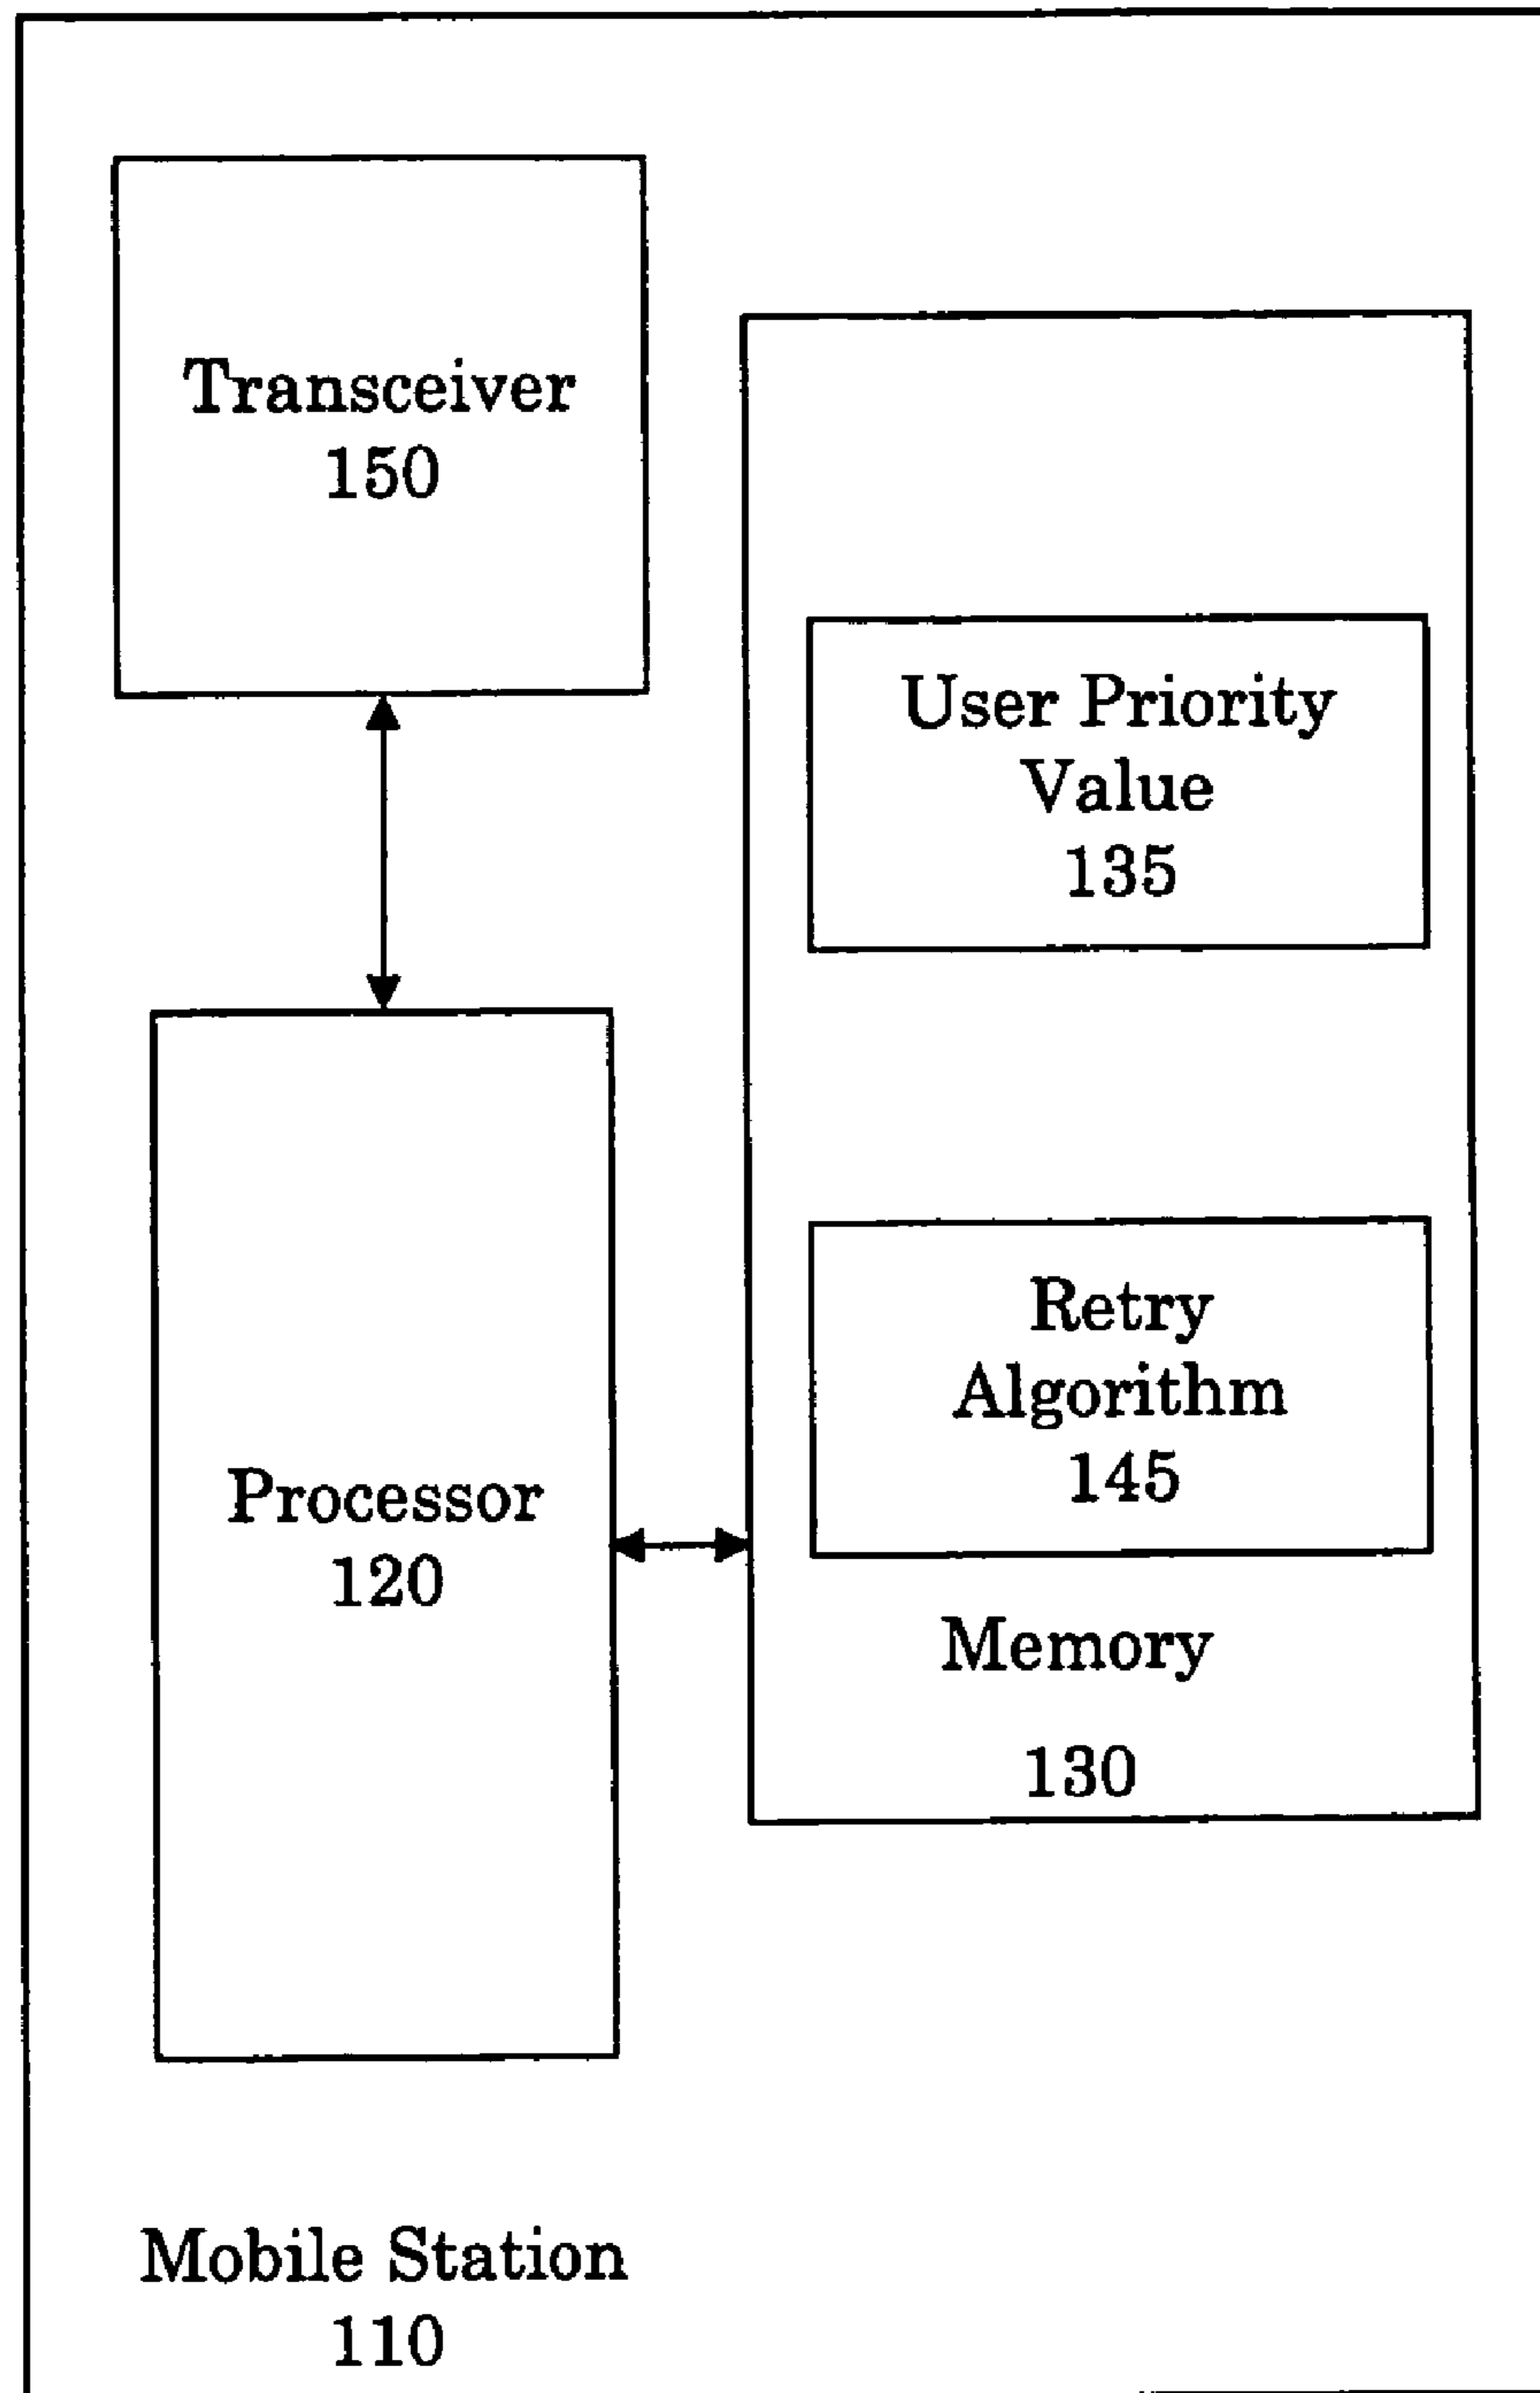 Transceiver
150
User Priority
Value
135
Retry
Algorithm
145
Processor
120
Memory
130
Mobile Station
110